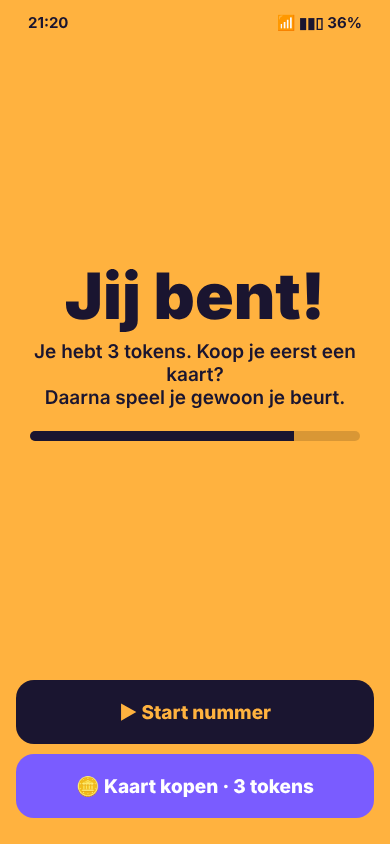 21:20 36%
Jij bent!
Je hebt 3 tokens. Koop je eerst een
kaart?
Daarna speel je gewoon je beurt.
▶ Start nummer
🪙 Kaart kopen · 3 tokens